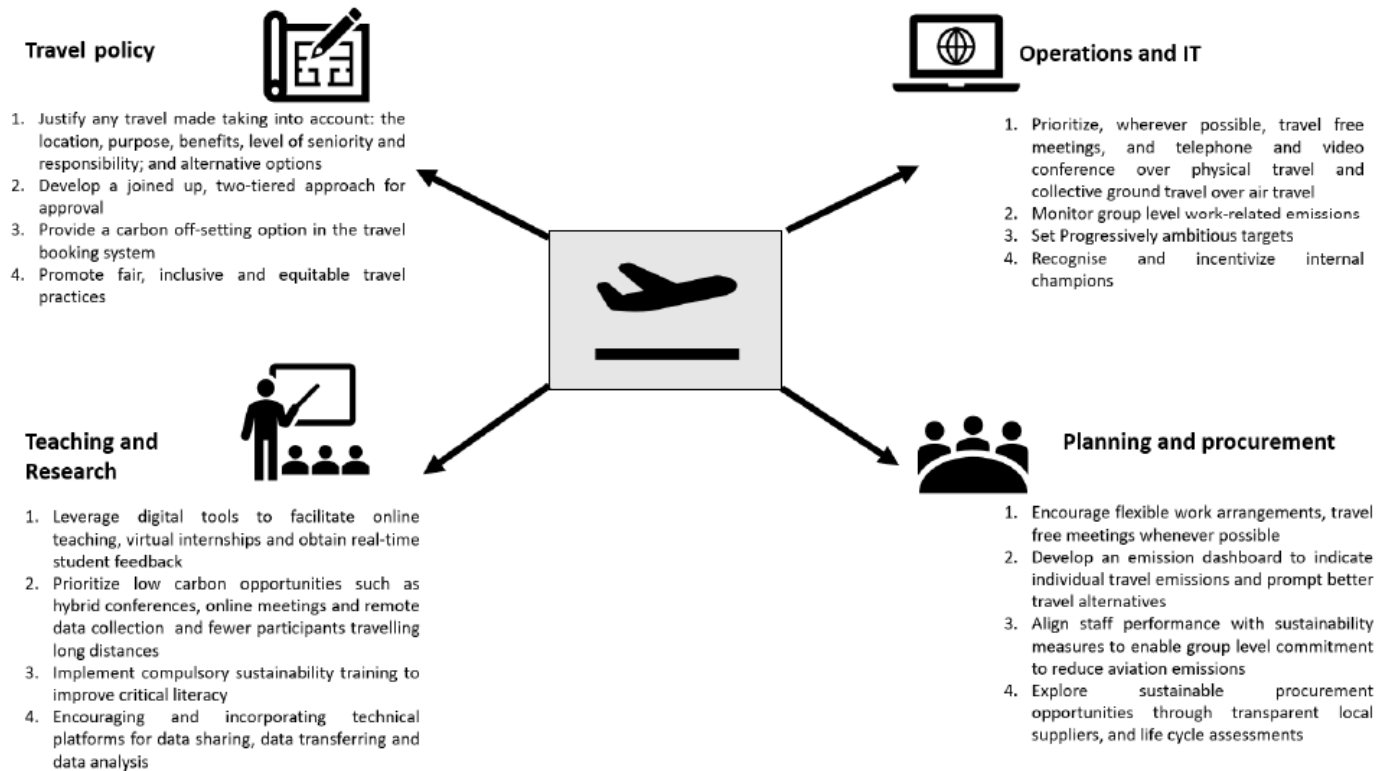 Travel policy
1. Justify any travel made taking into account: the
location, purpose, benefits, level of seniority and
responsibility; and alternative options
2. Develop a joined up, two-tiered approach for
approval
3. Provide a carbon off-setting option in the travel
booking system
4. Promote fair, inclusive and equitable travel
practices
Operations and IT
1. Prioritize, wherever possible, travel free
meetings, and telephone and video
conference over physical travel and
collective ground travel over air travel
2. Monitor group level work-related emissions
3. Set Progressively ambitious targets
4. Recognise and incentivize internal
champions
Teaching and
Research
1. Leverage digital tools to facilitate online
teaching, virtual internships and obtain real-time
student feedback
2. Prioritize low carbon opportunities such as
hybrid conferences, online meetings and remote
data collection and fewer participants travelling
long distances
3. Implement compulsory sustainability training to
improve critical literacy
4. Encouraging and incorporating technical
platforms for data sharing, data transferring and
data analysis
Planning and procurement
1. Encourage flexible work arrangements, travel
free meetings whenever possible
2. Develop an emission dashboard to indicate
individual travel emissions and prompt better
travel alternatives
3. Align staff performance with sustainability
measures to enable group level commitment
to reduce aviation emissions
4. Explore sustainable procurement
opportunities through transparent local
suppliers, and life cycle assessments